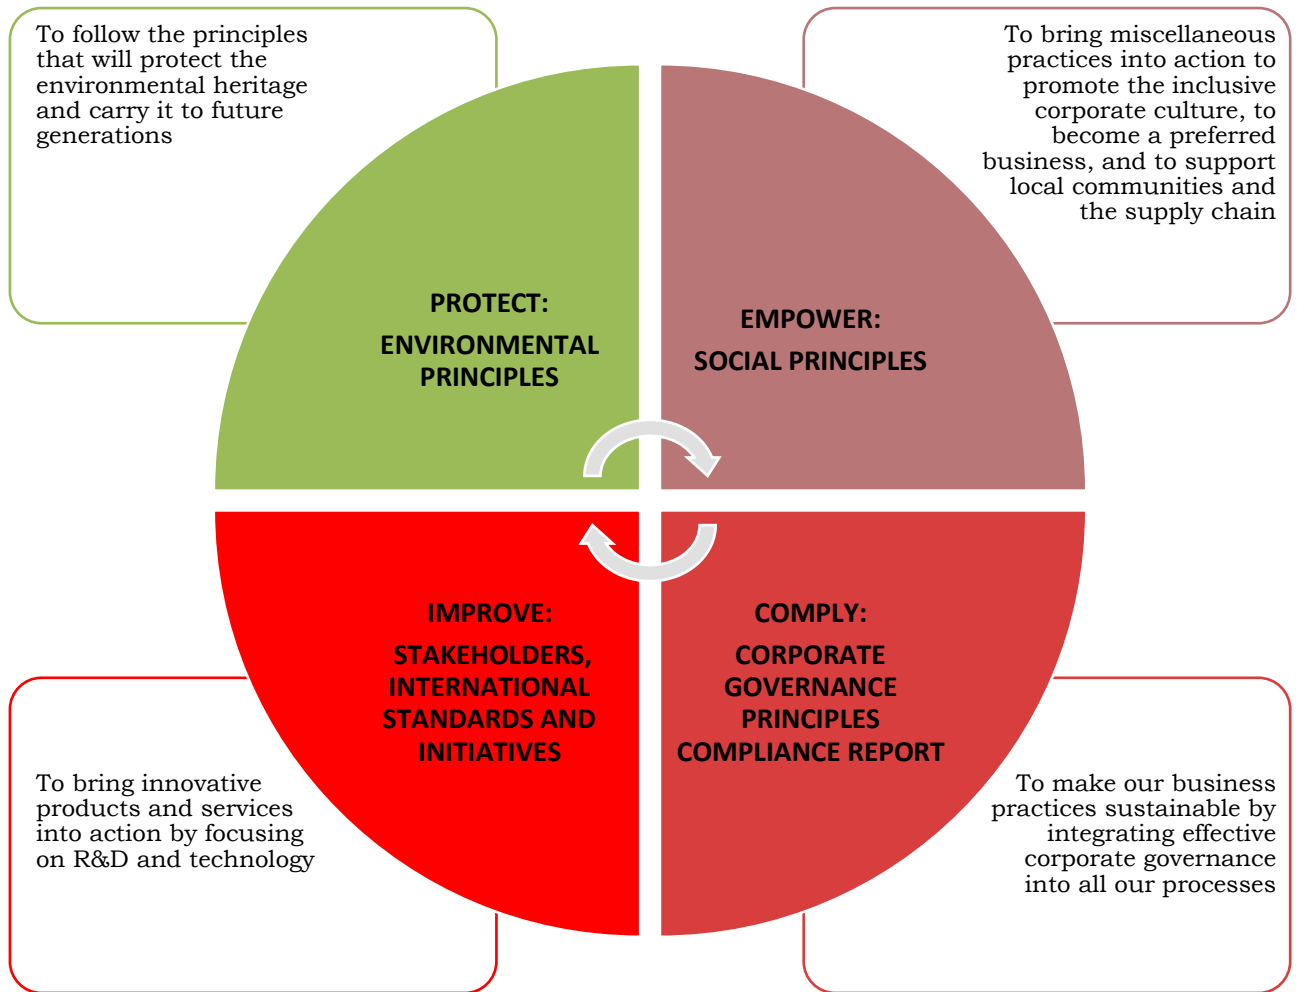 To follow the principles
that will protect the
environmental heritage
and carry it to future
generations
To bring miscellaneous
practices into action to
promote the inclusive
corporate culture, to
become a preferred
business, and to support
local communities and
the supply chain
PROTECT:
ENVIRONMENTAL
PRINCIPLES
EMPOWER:
SOCIAL PRINCIPLES
IMPROVE:
STAKEHOLDERS,
INTERNATIONAL
STANDARDS AND
INITIATIVES
COMPLY:
CORPORATE
GOVERNANCE
PRINCIPLES
COMPLIANCE REPORT
To bring innovative
products and services
into action by focusing
on R&D and technology
To make our business
practices sustainable by
integrating effective
corporate governance
into all our processes